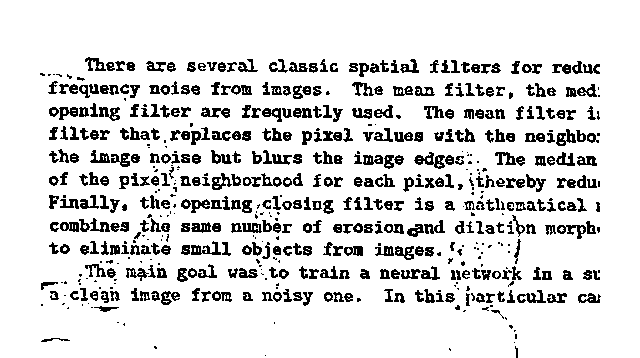 There are several classic spatial filters for reduc
frequency noise from images. The mean filter, the med
opening filter are frequently used. The mean filter i
filter that replaces the pixel values with the neighbo
the image noise but blurs the image edges. The median
of the pixel neighborhood for each pixel, thereby redu
Finally, the opening closing filter is a mathematical
combines the same number of erosion and dilation morph
to eliminate small objects from images.
The main goal was to train a neural network in a su
a clean image from a noisy one. In this particular ca